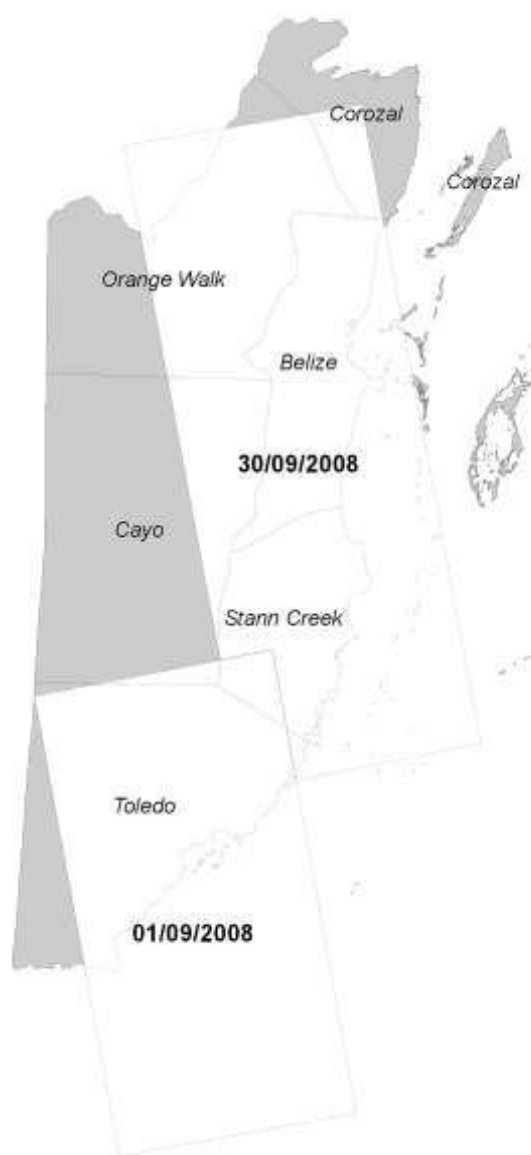 Corozal
Corozal
Orange Walk
Belize
30/09/2008
Cayo
Stann Creek
Toledo
01/09/2008